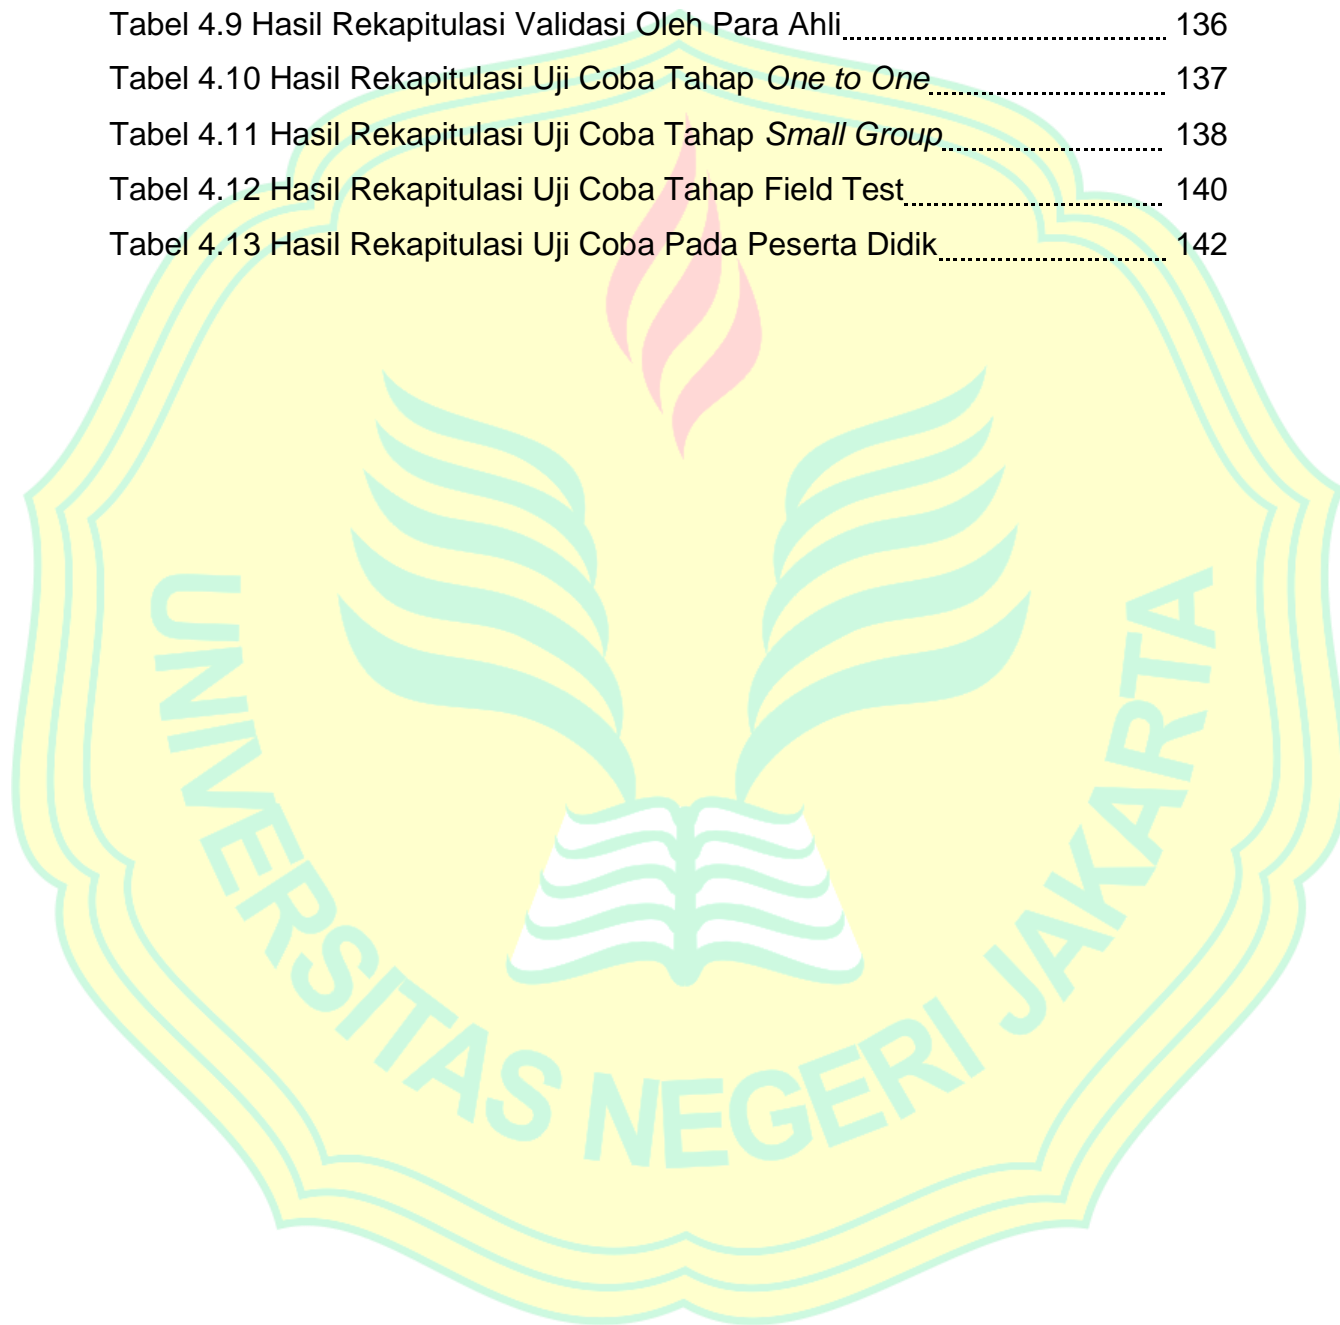 Tabel 4.9 Hasil Rekapitulasi Validasi Oleh Para Ahli 136
Tabel 4.10 Hasil Rekapitulasi Uji Coba Tahap One to One 137
Tabel 4.11 Hasil Rekapitulasi Uji Coba Tahap Small Group 138
Tabel 4.12 Hasil Rekapitulasi Uji Coba Tahap Field Test 140
Tabel 4.13 Hasil Rekapitulasi Uji Coba Pada Peserta Didik 142
UNIVERSITAS NEGERI JAKARTA